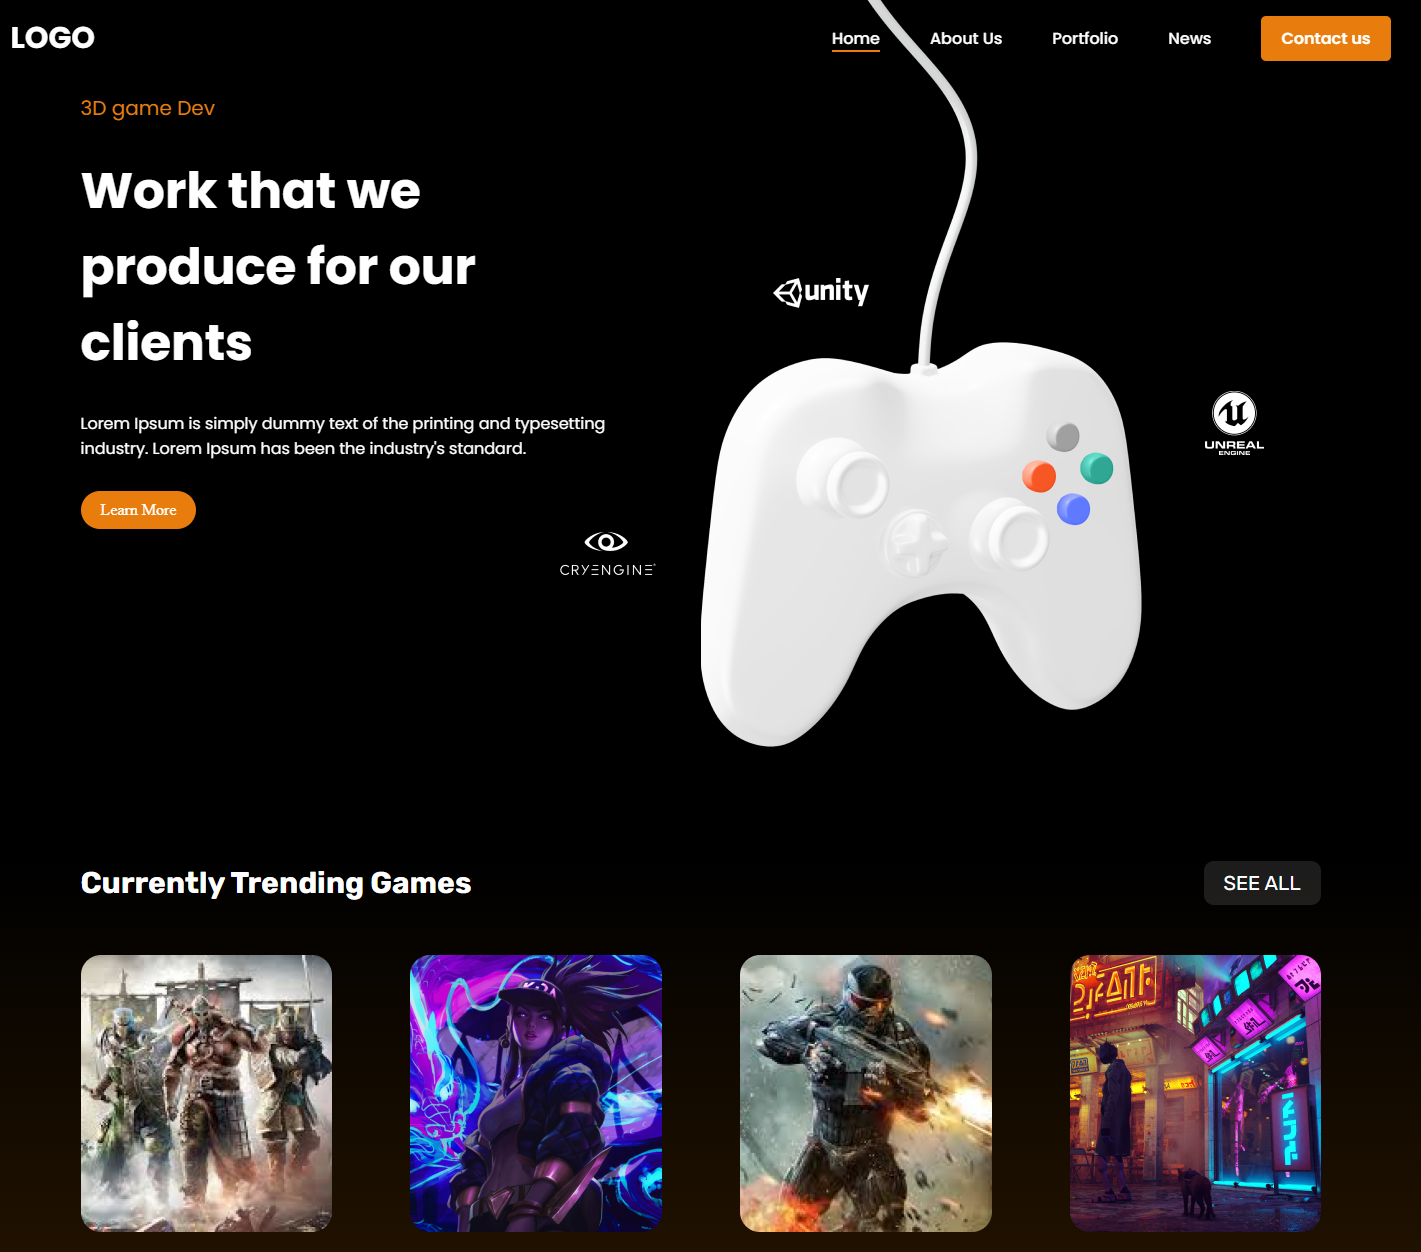 LOGO
Home
About Us
Portfolio
News
Contact us
3D game Dev
Work that we
produce for our
clients
Lorem Ipsum is simply dummy text of the printing and typesetting
industry. Lorem Ipsum has been the industry's standard.
Learn More
unity
UNREAL
ENGINE
CRYENGINE
Currently Trending Games
SEE ALL
K/DA